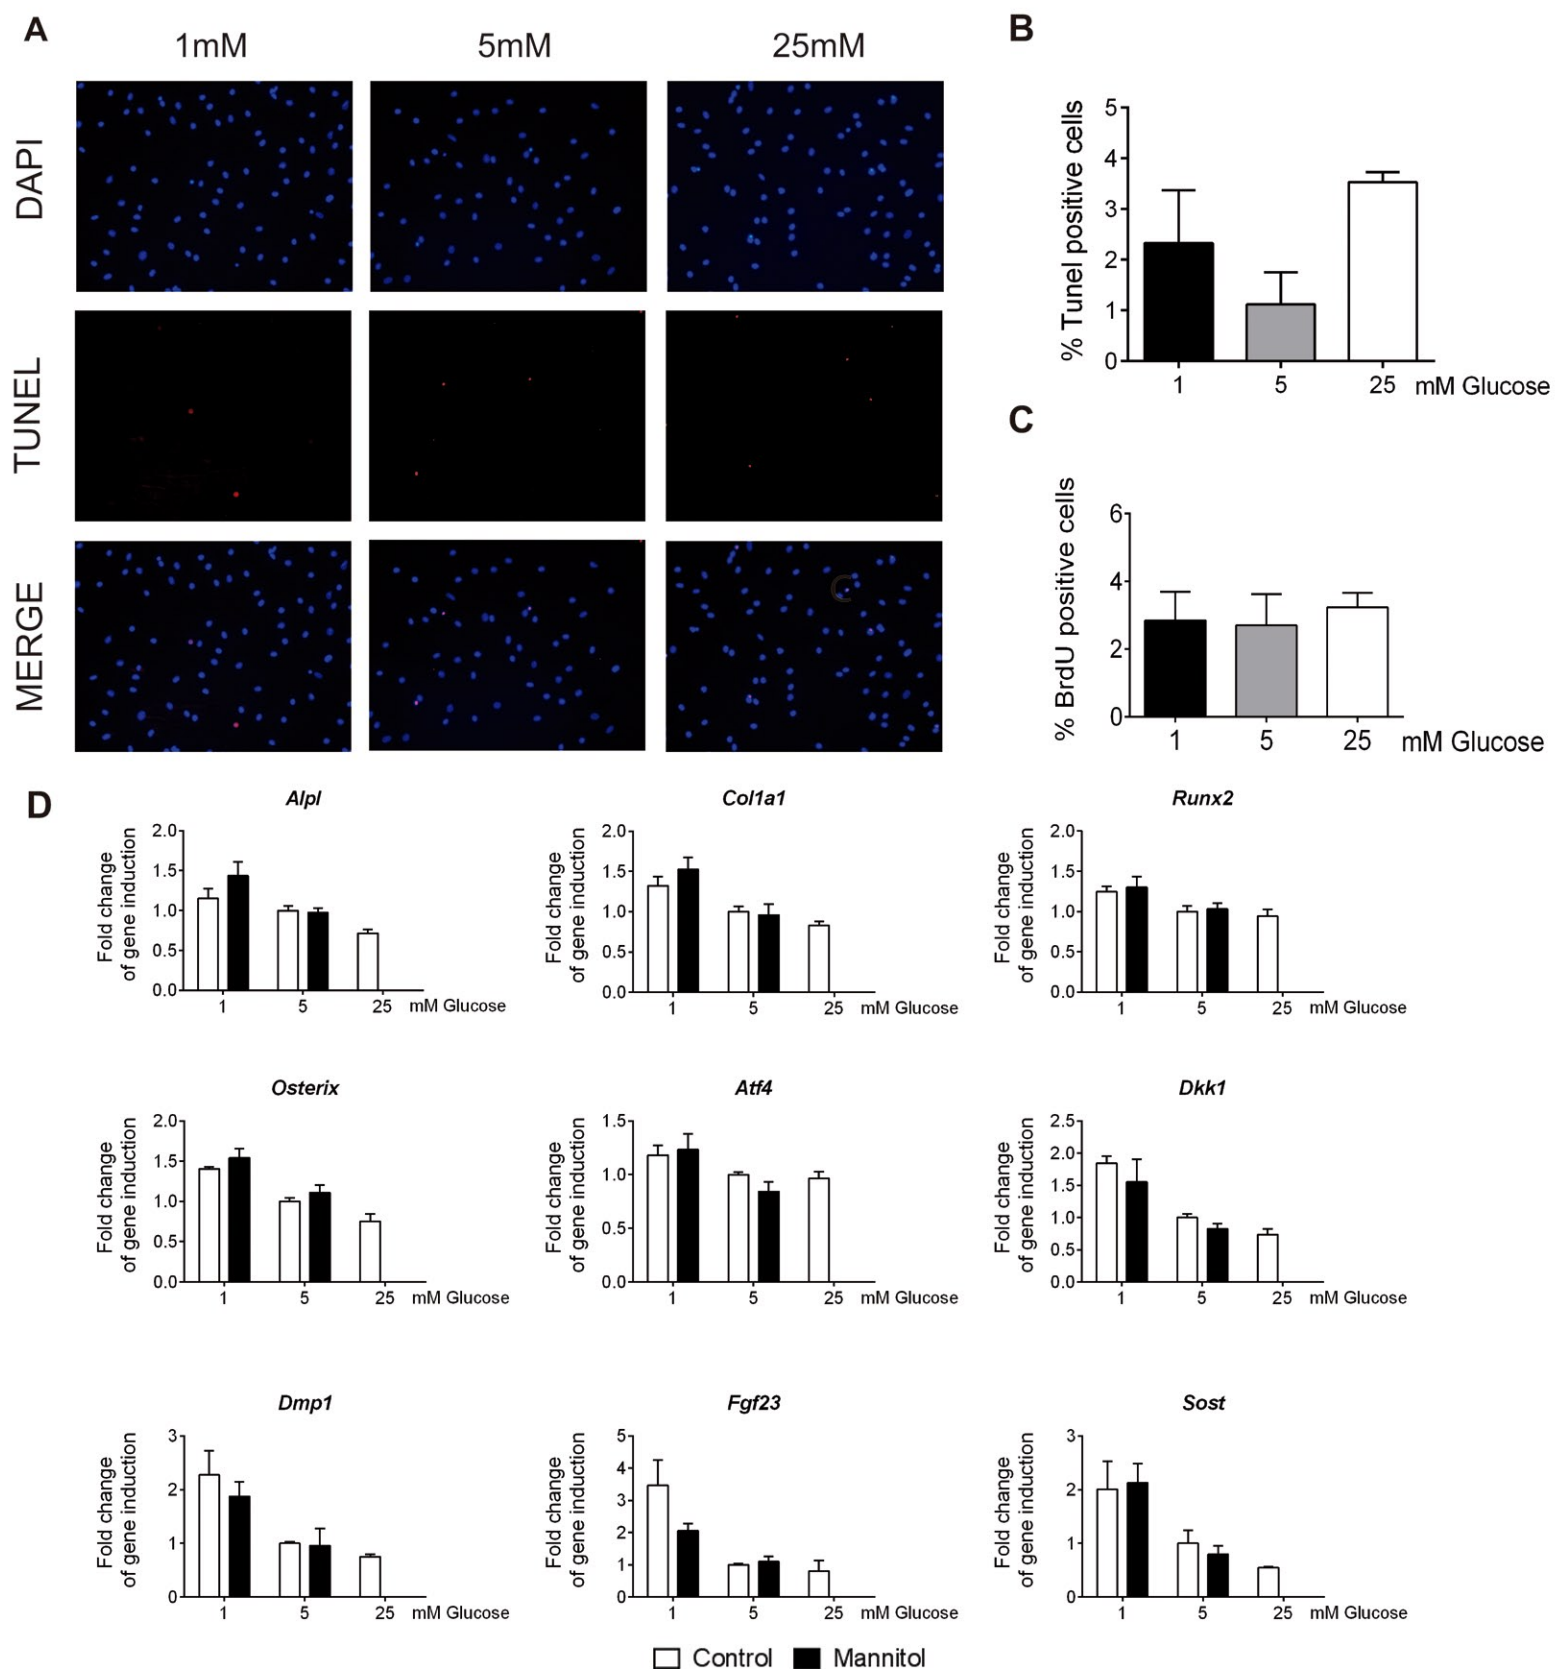 A
1mM 5mM 25mM
DAPI
TUNEL
MERGE
C
B
% Tunel positive cells
5
4
3
2
1
0
1 5 25 mM Glucose
C
% BrdU positive cells
6
4
2
0
1 5 25 mM Glucose
D
Alpl
Fold change
of gene induction
2.0
1.5
1.0
0.5
0.0
1 5 25 mM Glucose
Col1a1
Fold change
of gene induction
2.0
1.5
1.0
0.5
0.0
1 5 25 mM Glucose
Runx2
Fold change
of gene induction
2.0
1.5
1.0
0.5
0.0
1 5 25 mM Glucose
Osterix
Fold change
of gene induction
2.0
1.5
1.0
0.5
0.0
1 5 25 mM Glucose
Atf4
Fold change
of gene induction
1.5
1.0
0.5
0.0
1 5 25 mM Glucose
Dkk1
Fold change
of gene induction
2.5
2.0
1.5
1.0
0.5
0.0
1 5 25 mM Glucose
Dmp1
Fold change
of gene induction
3
2
1
0
1 5 25 mM Glucose
Fgf23
Fold change
of gene induction
5
4
3
2
1
0
1 5 25 mM Glucose
Sost
Fold change
of gene induction
3
2
1
0
1 5 25 mM Glucose
Control Mannitol